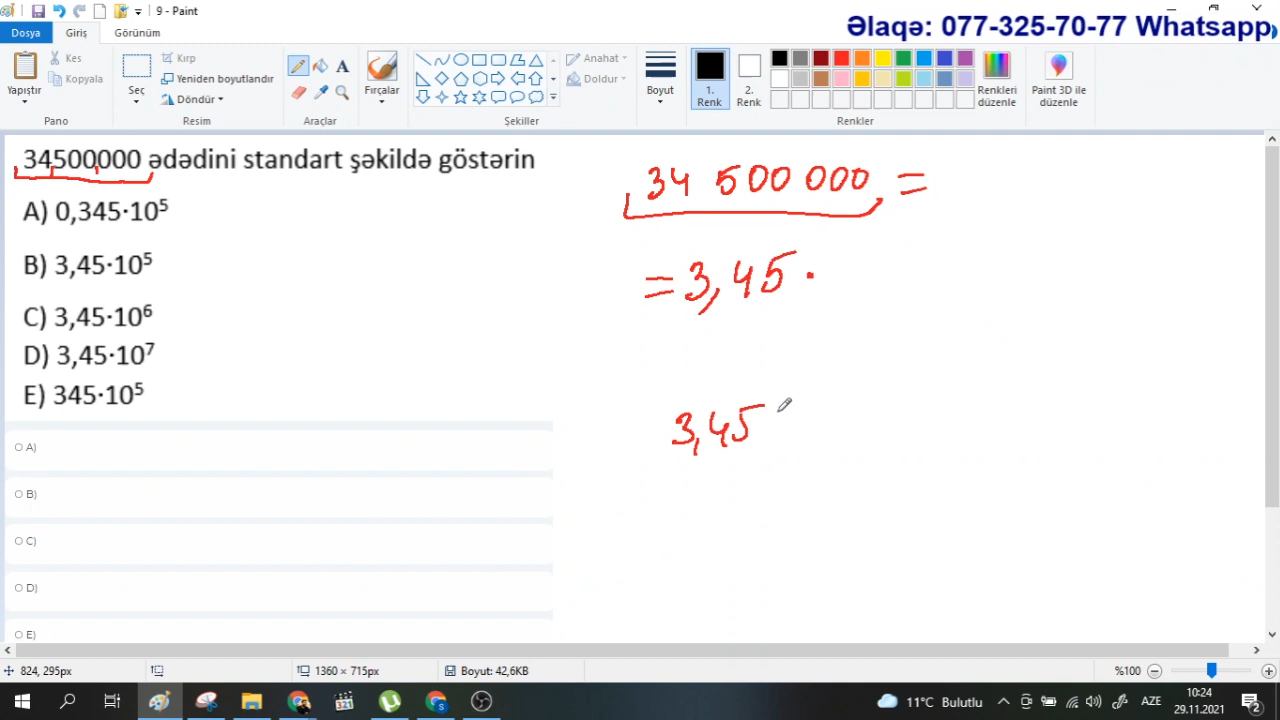 9 - Paint
Əlaqə: 077-325-70-77 Whatsapp
Dosya Giriş Görünüm
Yapıştır
Kes
Kopyala
Pano
Seç
Kırp
Yeniden boyutlandır
Döndür
Resim
A
Araçlar
Fırçalar
Şekiller
Anahat
Doldur
Boyut
1. Renk
2. Renk
Renkler
Renkleri düzenle
Paint 3D ile düzenle
34500000 ədədini standart şəkildə göstərin
A) 0,345·10⁵
B) 3,45·10⁵
C) 3,45·10⁶
D) 3,45·10⁷
E) 345·10⁵
A)
B)
C)
D)
E)
34 500 000, =
= 3,45 ·
3,45
824, 295px
1360 × 715px
Boyut: 42,6KB
%100
11°C Bulutlu
AZE
10:24
29.11.2021
2